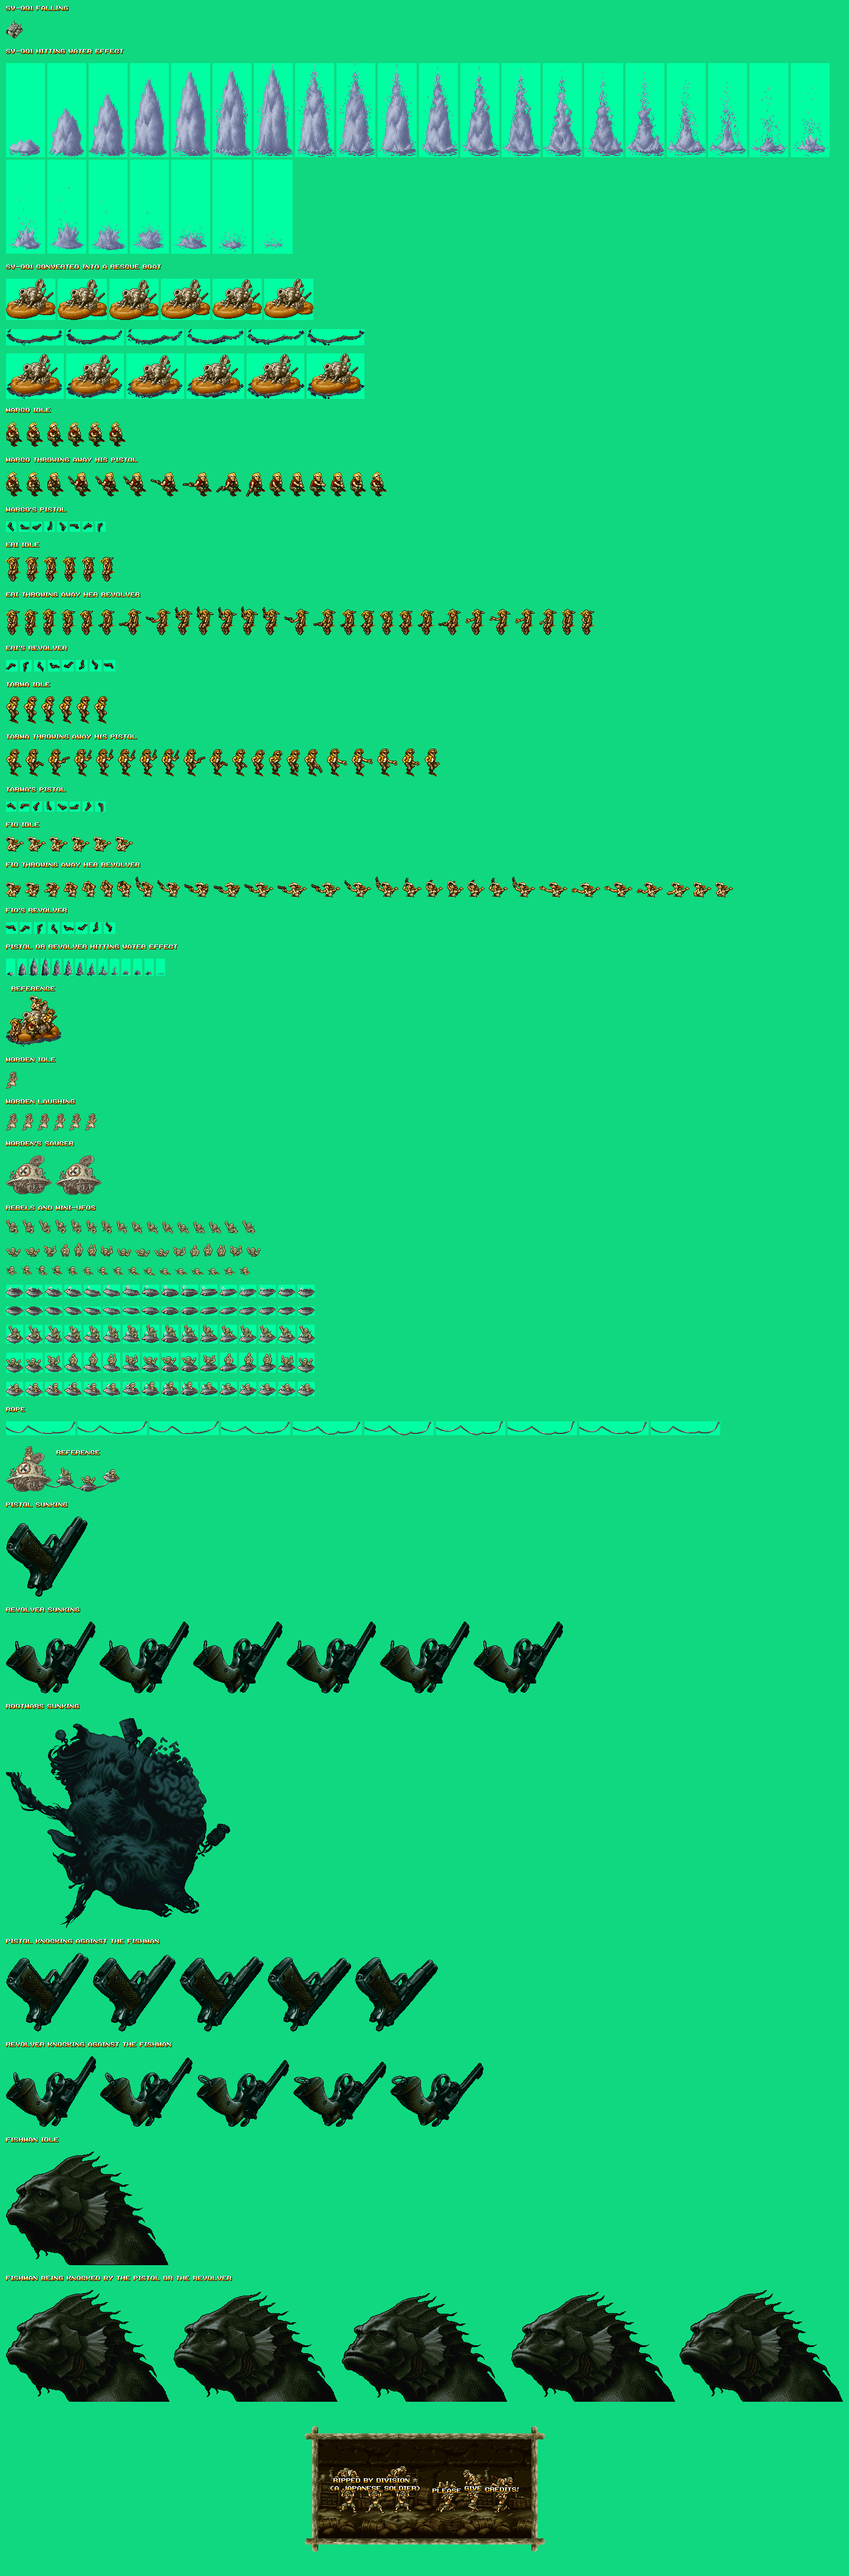 SV-001 FALLING
SV-001 HITTING WATER EFFECT
SV-001 CONVERTED INTO A RESCUE BOAT
MARCO IDLE
MARCO THROWING AWAY HIS PISTOL
MARCO'S PISTOL
ERI IDLE
ERI THROWING AWAY HER REVOLVER
ERI'S REVOLVER
TARMA IDLE
TARMA THROWING AWAY HIS PISTOL
TARMA'S PISTOL
FIO IDLE
FIO THROWING AWAY HER REVOLVER
FIO'S REVOLVER
PISTOL OR REVOLVER HITTING WATER EFFECT
REFERENCE
MORDEN IDLE
MORDEN LAUGHING
MORDEN'S SAUCER
REBELS AND MINI-UFOS
ROPE
REFERENCE
PISTOL SUNKING
REVOLVER SUNKING
ROOTMARS SUNKING
PISTOL KNOCKING AGAINST THE FISHMAN
REVOLVER KNOCKING AGAINST THE FISHMAN
FISHMAN IDLE
FISHMAN BEING KNOCKED BY THE PISTOL OR THE REVOLVER
RIPPED BY DIVISION
(A JAPANESE SOLDIER)
PLEASE GIVE CREDITS!